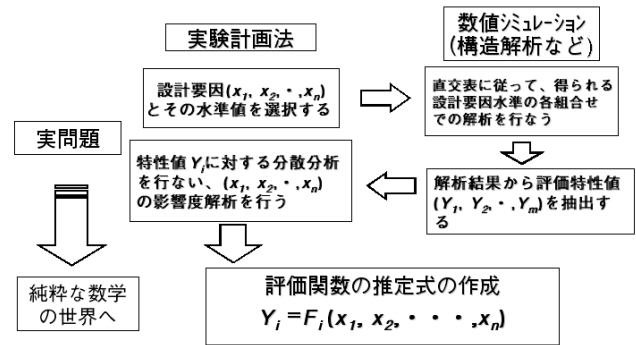 実験計画法
数値シミュレーション
(構造解析など)
設計要因(x1, x2, ・ ,xn)
とその水準値を選択する
直交表に従って、得られる
設計要因水準の各組合せ
での解析を行なう
実問題
特性値 Yiに対する分散分析
を行ない、(x1, x2, ・ ,xn)
の影響度解析を行う
解析結果から評価特性値
(Y1, Y2, ・ , Ym)を抽出す
る
純粋な数学
の世界へ
評価関数の推定式の作成
Yi =Fi (x1, x2, ・ ・ ・ ,xn)